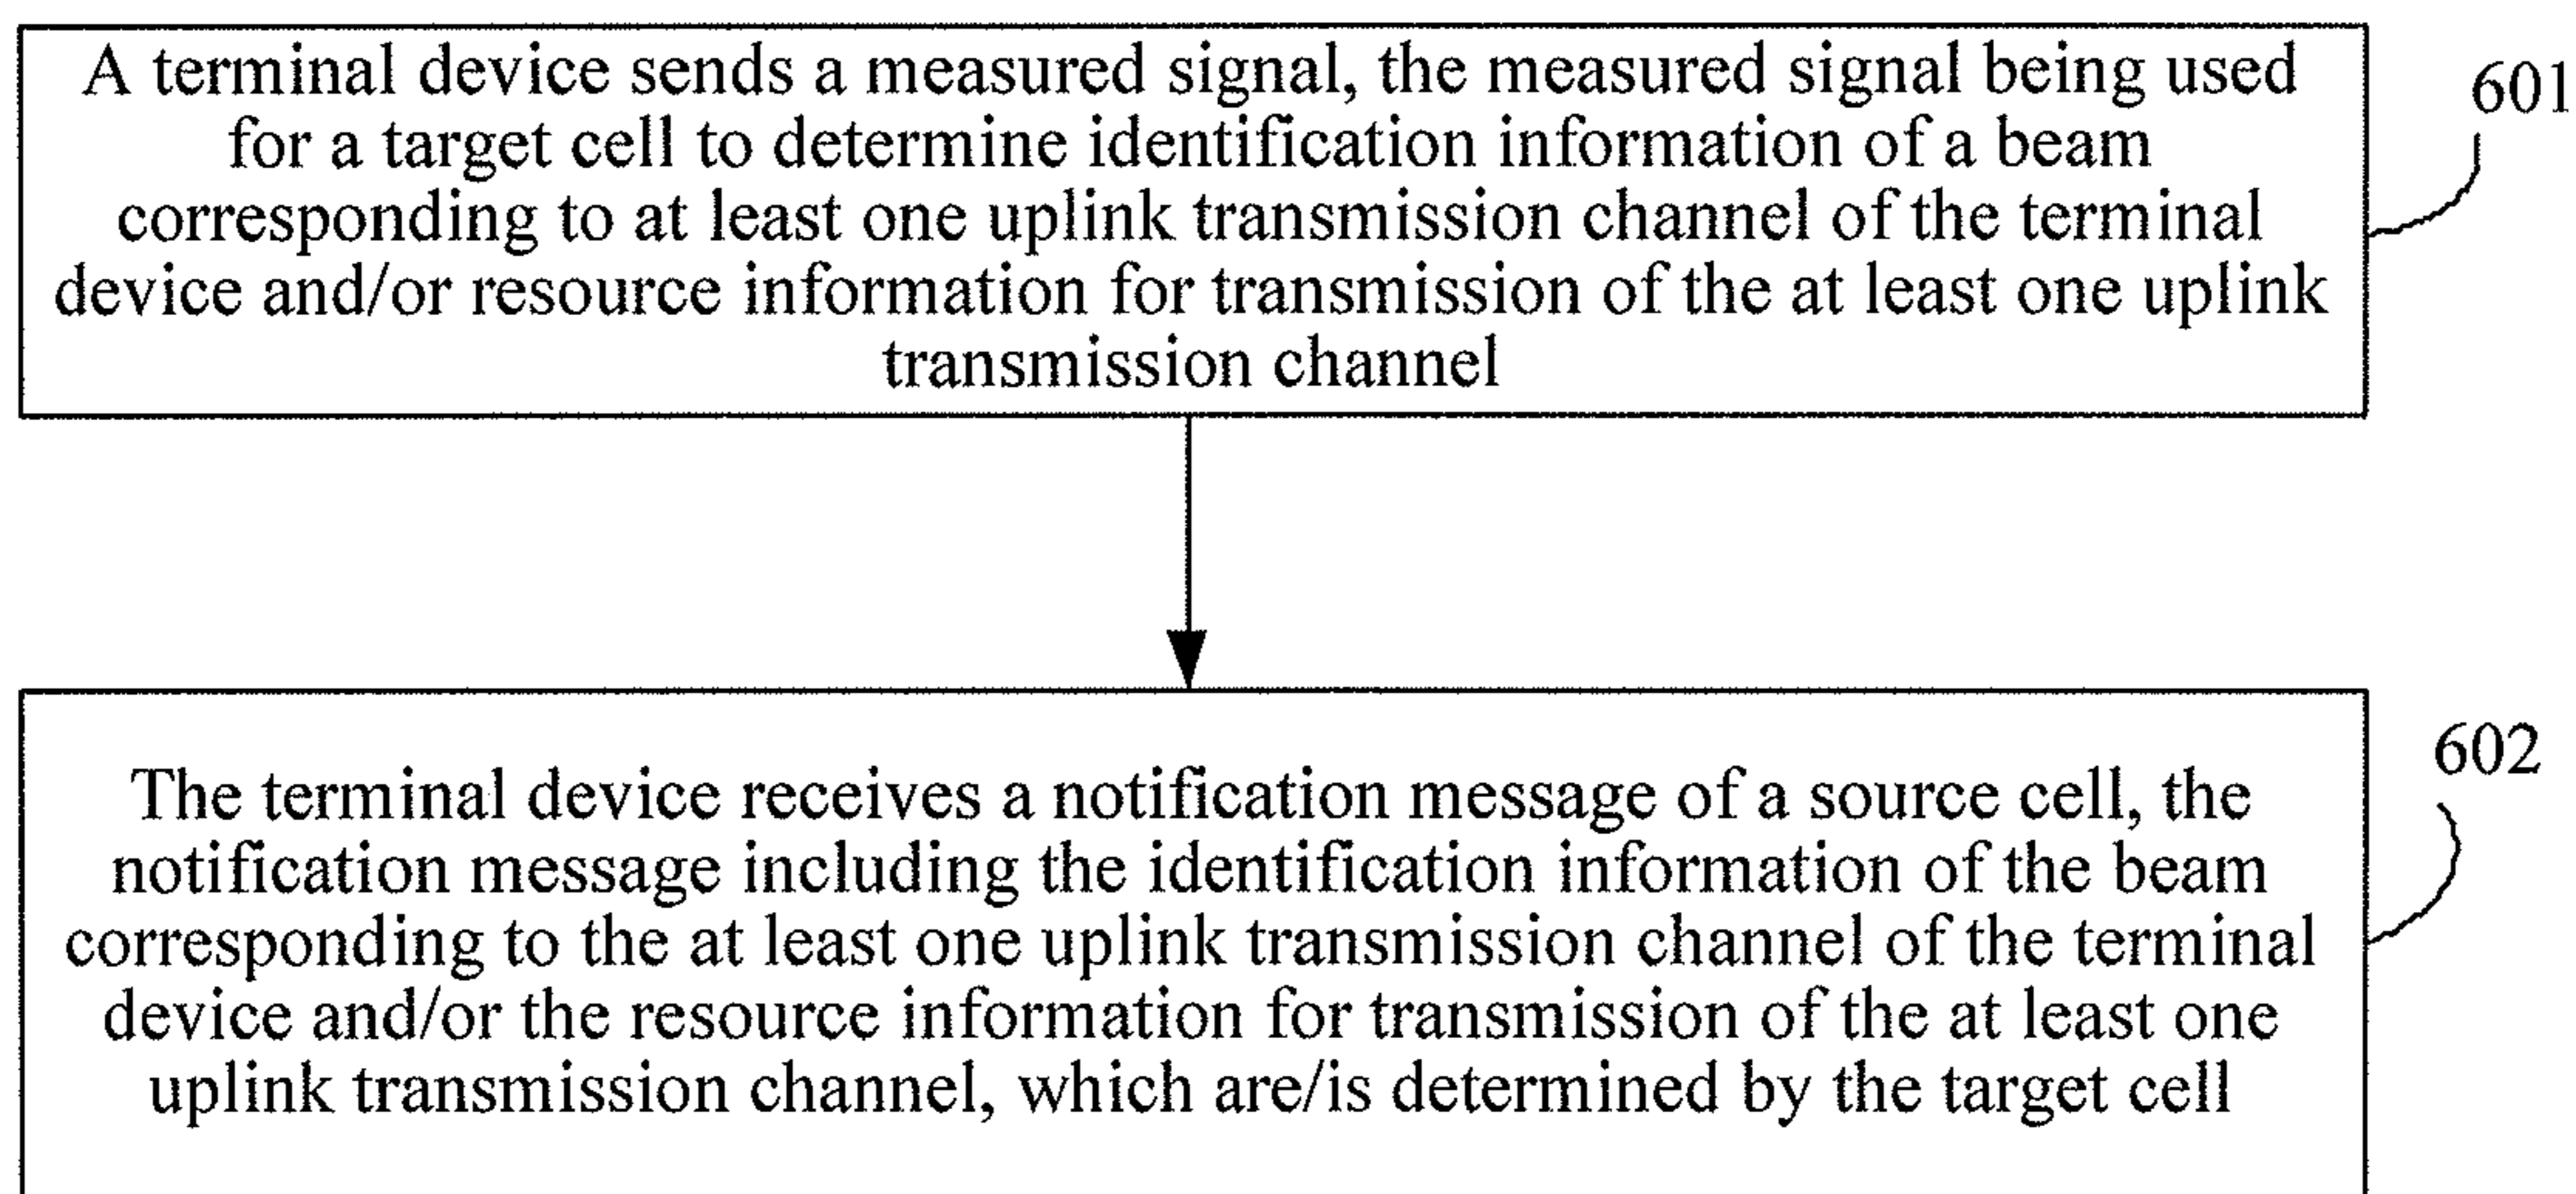 A terminal device sends a measured signal, the measured signal being used
for a target cell to determine identification information of a beam
corresponding to at least one uplink transmission channel of the terminal
device and/or resource information for transmission of the at least one uplink
transmission channel
601
The terminal device receives a notification message of a source cell, the
notification message including the identification information of the beam
corresponding to the at least one uplink transmission channel of the terminal
device and/or the resource information for transmission of the at least one
uplink transmission channel, which are/is determined by the target cell
602